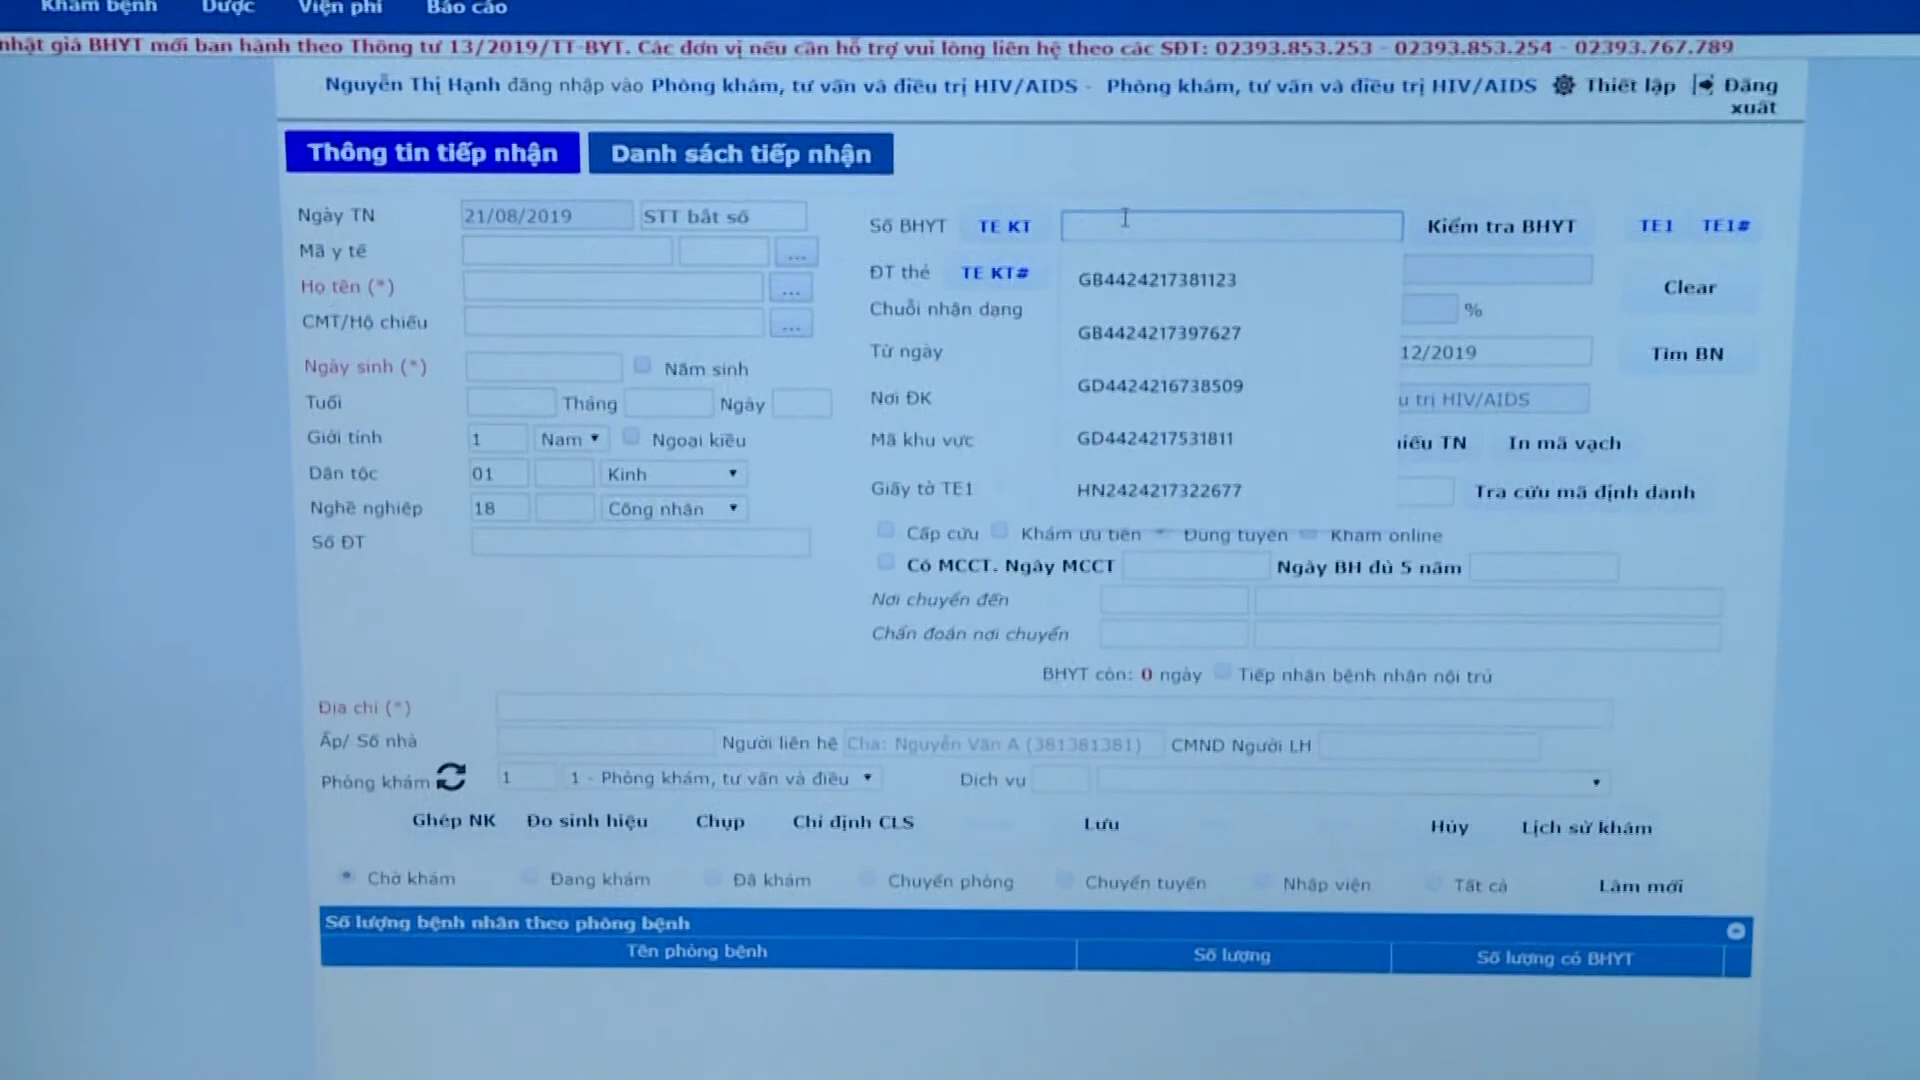 Khám bệnh Dược Viện phí Báo cáo
nhật giá BHYT mới ban hành theo Thông tư 13/2019/TT-BYT. Các đơn vị nếu cần hỗ trợ vui lòng liên hệ theo các SĐT: 02393.853.253 - 02393.853.254 - 02393.767.789
Nguyễn Thị Hạnh đăng nhập vào Phòng khám, tư vấn và điều trị HIV/AIDS - Phòng khám, tư vấn và điều trị HIV/AIDS Thiết lập Đăng xuất
Thông tin tiếp nhận Danh sách tiếp nhận
Ngày TN 21/08/2019 STT bắt số
Mã y tế ...
Họ tên (*) ...
CMT/Hộ chiếu ...
Ngày sinh (*) Năm sinh
Tuổi Tháng Ngày
Giới tính 1 Nam Ngoại kiều
Dân tộc 01 Kinh
Nghề nghiệp 18 Công nhân
Số ĐT
Số BHYT TE KT Kiểm tra BHYT TE1 TE1#
ĐT thẻ TE KT# GB4424217381123 Clear
Chuỗi nhận dạng %
GB4424217397627
Từ ngày 12/2019 Tìm BN
GD4424216738509
Nơi ĐK u trị HIV/AIDS
Mã khu vực GD4424217531811 hiếu TN In mã vạch
Giấy tờ TE1 HN2424217322677 Tra cứu mã định danh
Cấp cứu Khám ưu tiên Đúng tuyến Khám online
Có MCCT. Ngày MCCT Ngày BH đủ 5 năm
Nơi chuyển đến
Chẩn đoán nơi chuyển
BHYT còn: 0 ngày Tiếp nhận bệnh nhân nội trú
Địa chỉ (*)
Ấp/ Số nhà Người liên hệ Cha: Nguyễn Văn A (381381381) CMND Người LH
Phòng khám 1 1 - Phòng khám, tư vấn và điều Dịch vụ
Ghép NK Đo sinh hiệu Chụp Chỉ định CLS Lưu Hủy Lịch sử khám
Chờ khám Đang khám Đã khám Chuyển phòng Chuyển tuyến Nhập viện Tất cả Làm mới
Số lượng bệnh nhân theo phòng bệnh
Tên phòng bệnh Số lượng Số lượng có BHYT